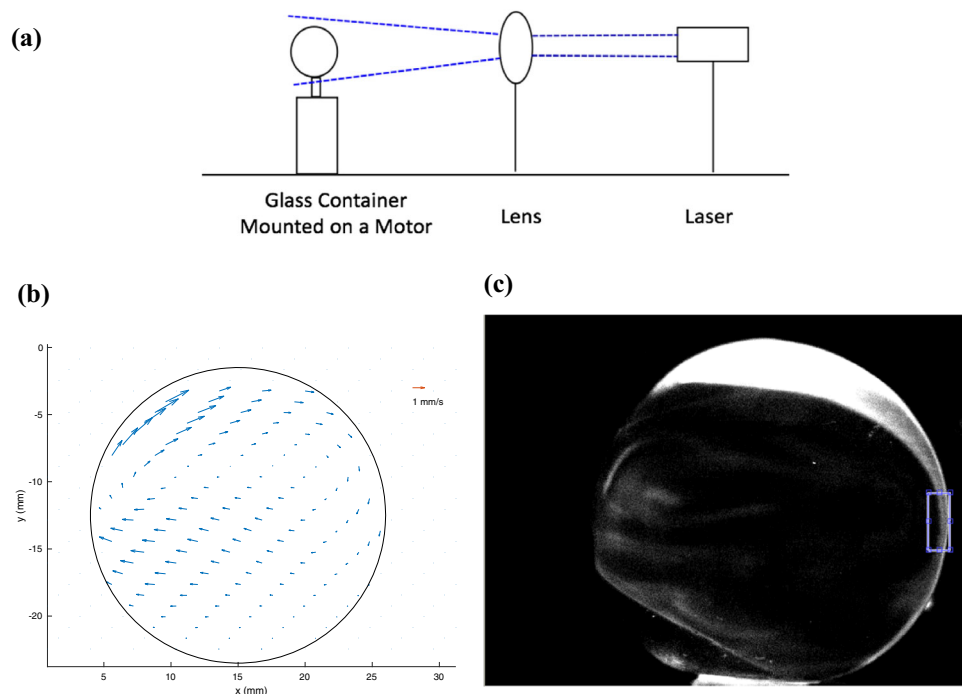 (a)
Glass Container
Mounted on a Motor
Lens
Laser
(b)
0
-5
-10
-15
-20
y (mm)
5
10
15
20
25
30
x (mm)
1 mm/s
(c)